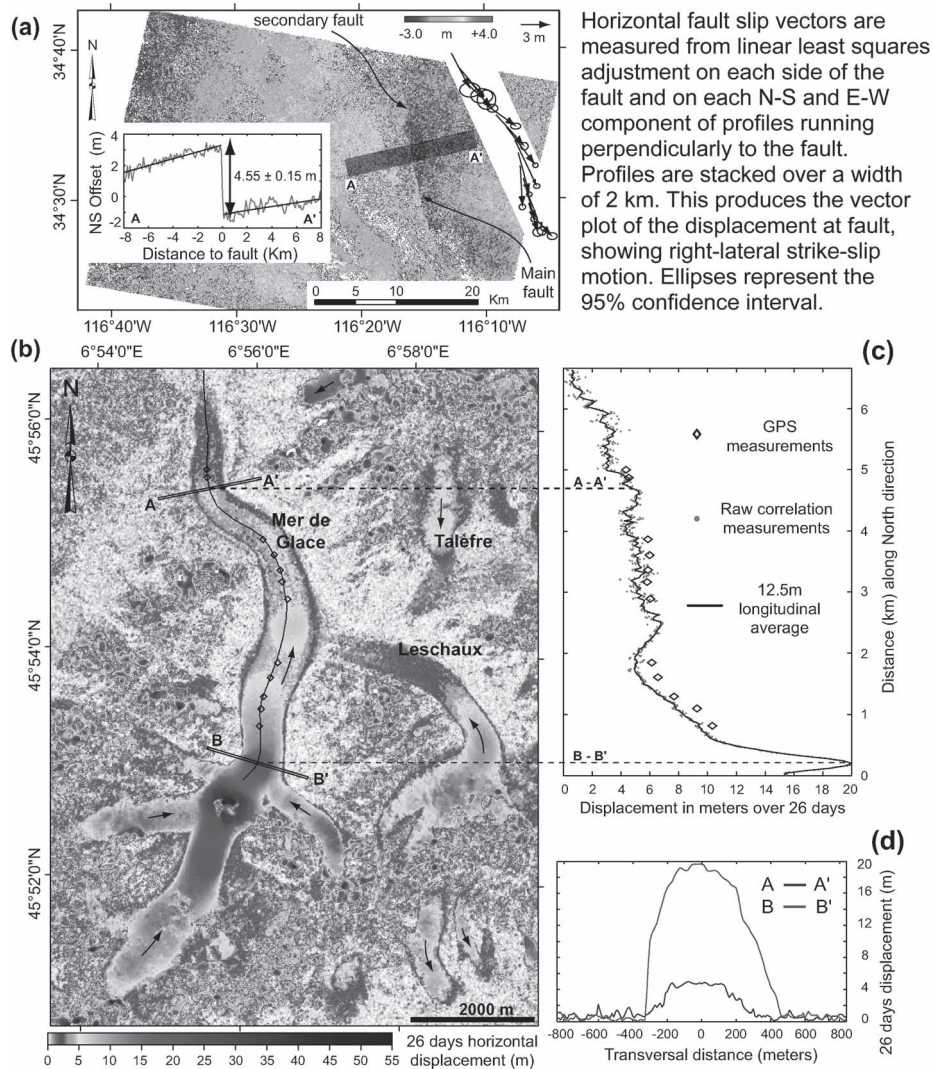 (a)
secondary fault
-3.0 m +4.0
3 m
34°40'N
N
34°30'N
NS Offset (m)
4
2
0
-2
4.55 ± 0.15 m
A
A'
-8 -6 -4 -2 0 2 4 6 8
Distance to fault (Km)
A
A'
Main
fault
0 5 10 20
Km
116°40'W 116°30'W 116°20'W 116°10'W
Horizontal fault slip vectors are
measured from linear least squares
adjustment on each side of the
fault and on each N-S and E-W
component of profiles running
perpendicularly to the fault.
Profiles are stacked over a width
of 2 km. This produces the vector
plot of the displacement at fault,
showing right-lateral strike-slip
motion. Ellipses represent the
95% confidence interval.
(b)
6°54'0"E 6°56'0"E 6°58'0"E
N
45°56'0"N
45°54'0"N
45°52'0"N
A
A'
Mer de
Glace
Talèfre
Leschaux
B
B'
2000 m
0 5 10 15 20 25 30 35 40 45 50 55
26 days horizontal
displacement (m)
(c)
GPS
measurements
Raw correlation
measurements
12.5m
longitudinal
average
A - A'
B - B'
6
5
4
3
2
1
0
Distance (km) along North direction
0 2 4 6 8 10 12 14 16 18 20
Displacement in meters over 26 days
(d)
A — A'
B — B'
20
16
12
8
4
0
26 days displacement (m)
-800 -600 -400 -200 0 200 400 600 800
Transversal distance (meters)